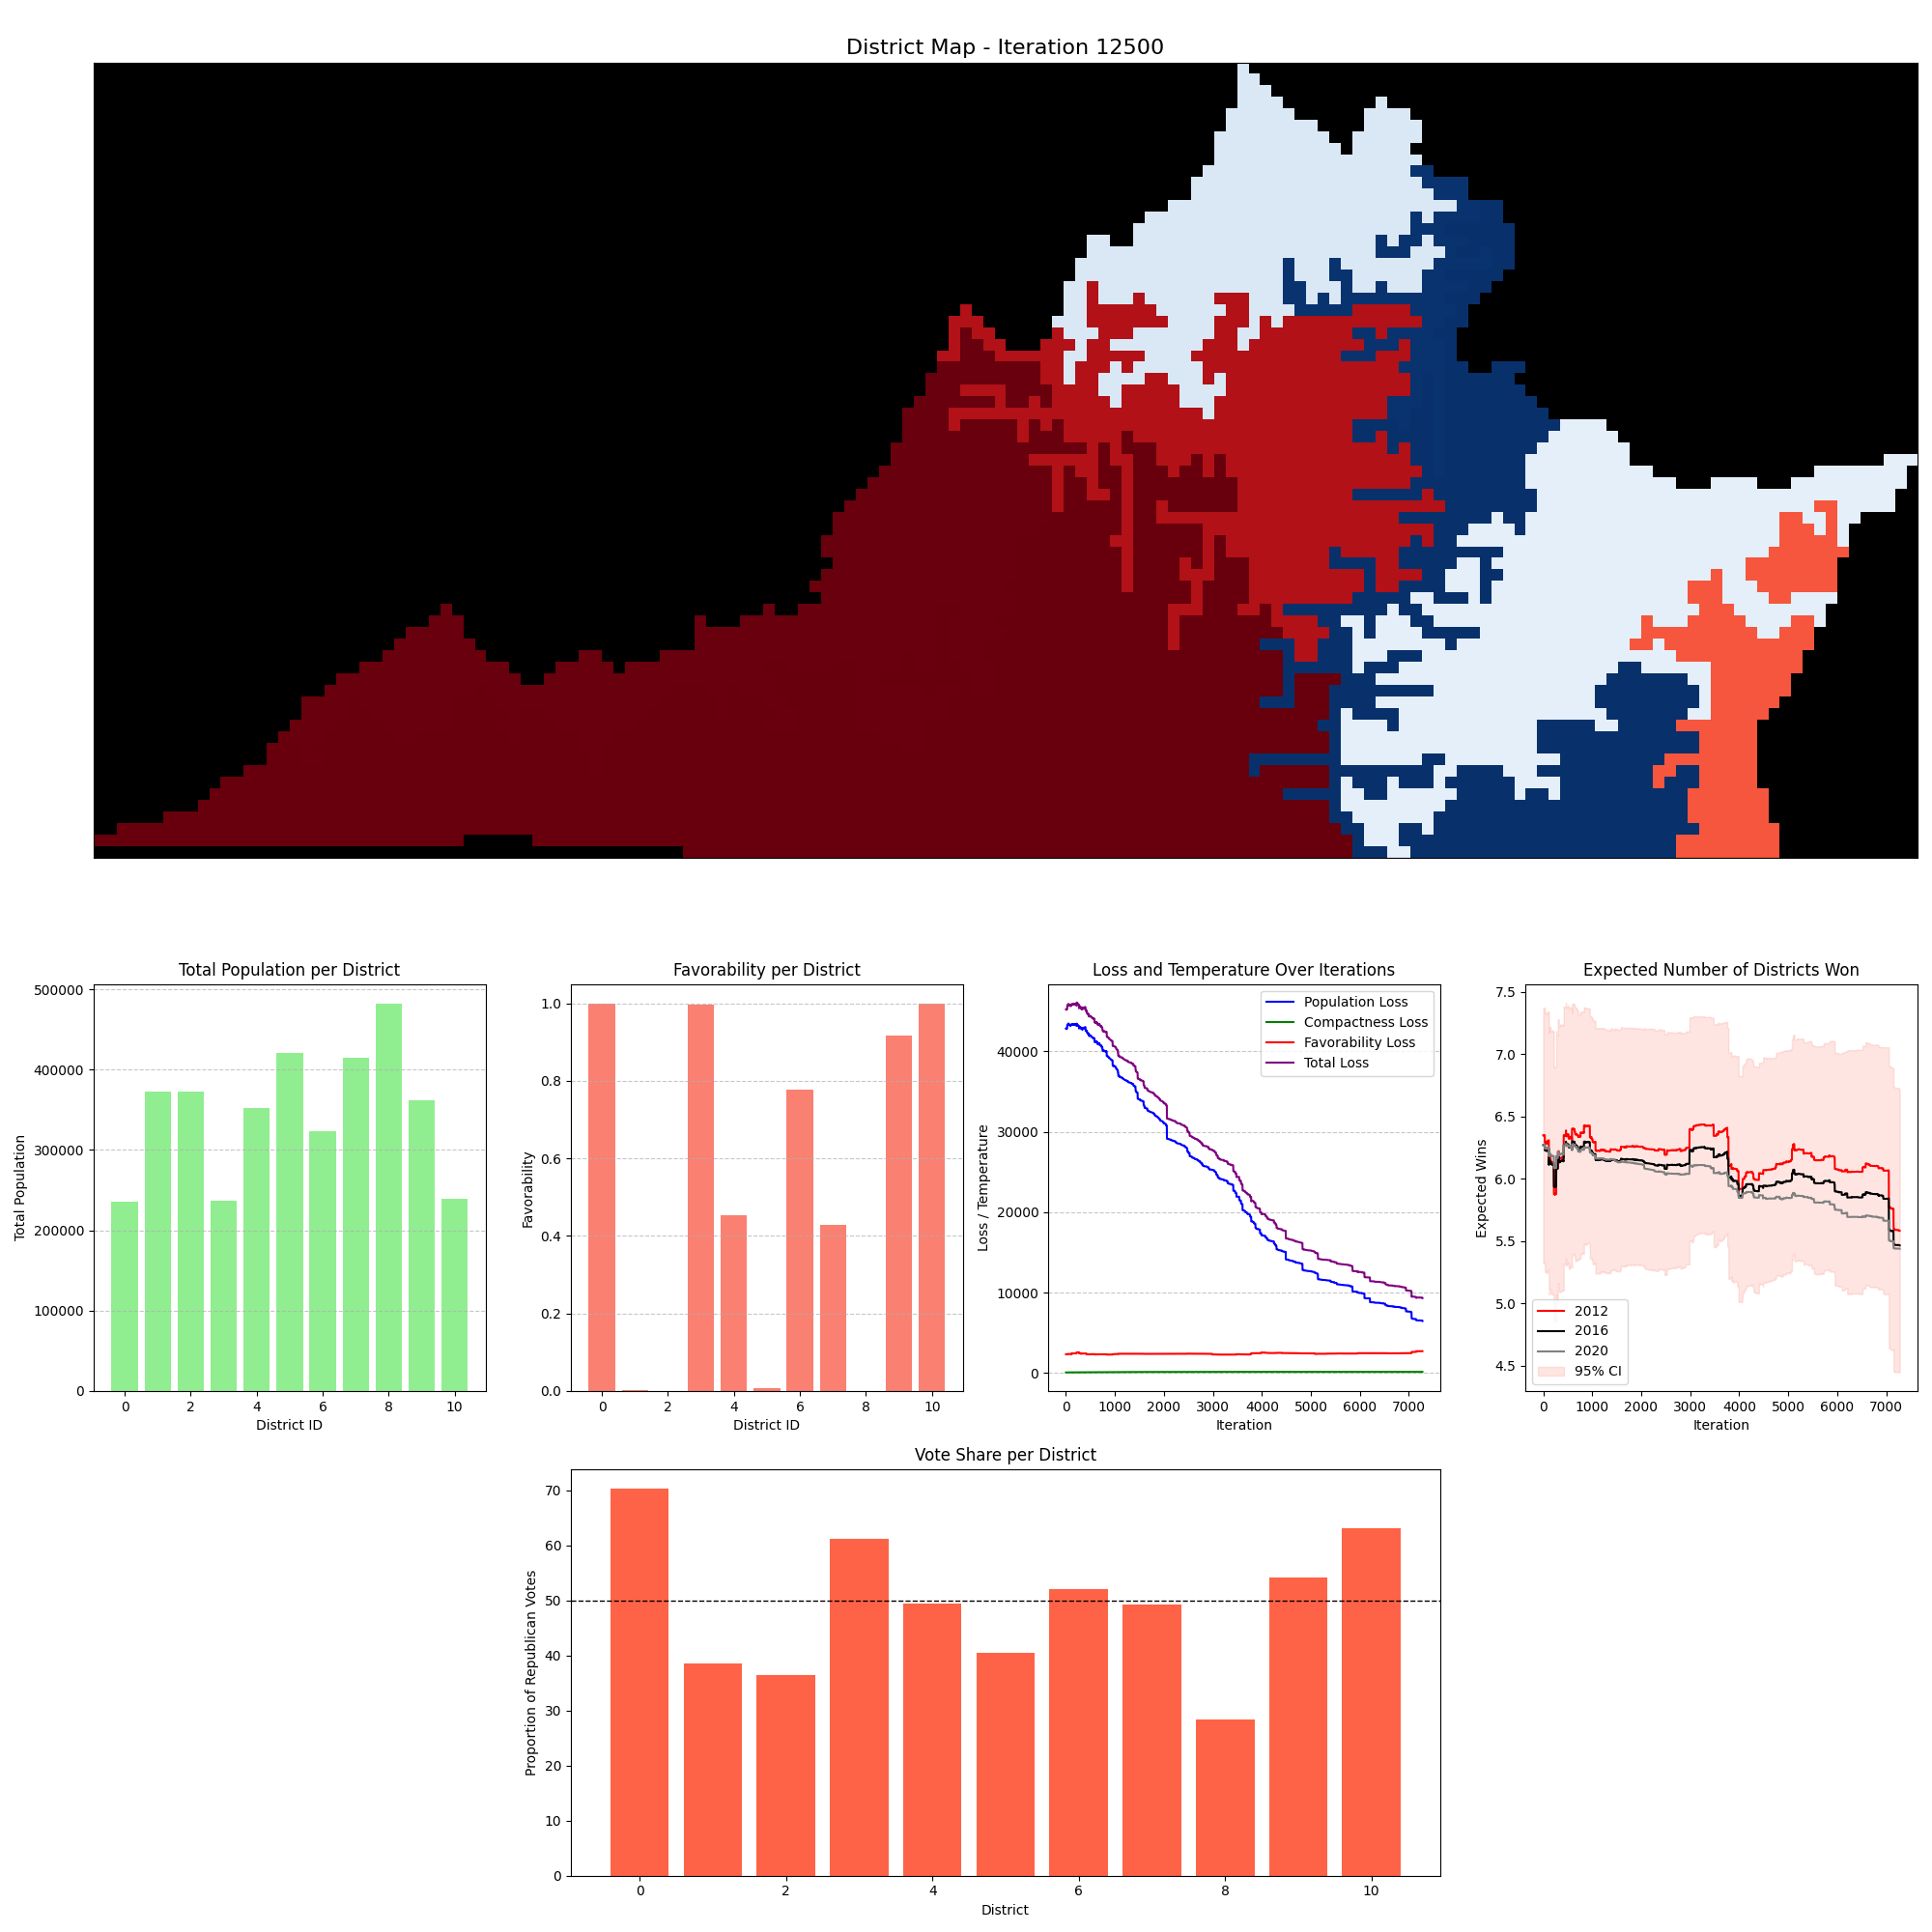 District Map - Iteration 12500
Total Population per District
Total Population
500000
400000
300000
200000
100000
0
0 2 4 6 8 10
District ID
Favorability per District
Favorability
1.0
0.8
0.6
0.4
0.2
0.0
0 2 4 6 8 10
District ID
Loss and Temperature Over Iterations
Loss / Temperature
40000
30000
20000
10000
0
Population Loss
Compactness Loss
Favorability Loss
Total Loss
0 1000 2000 3000 4000 5000 6000 7000
Iteration
Expected Number of Districts Won
Expected Wins
7.5
7.0
6.5
6.0
5.5
5.0
4.5
2012
2016
2020
95% CI
0 1000 2000 3000 4000 5000 6000 7000
Iteration
Vote Share per District
Proportion of Republican Votes
70
60
50
40
30
20
10
0
0 2 4 6 8 10
District